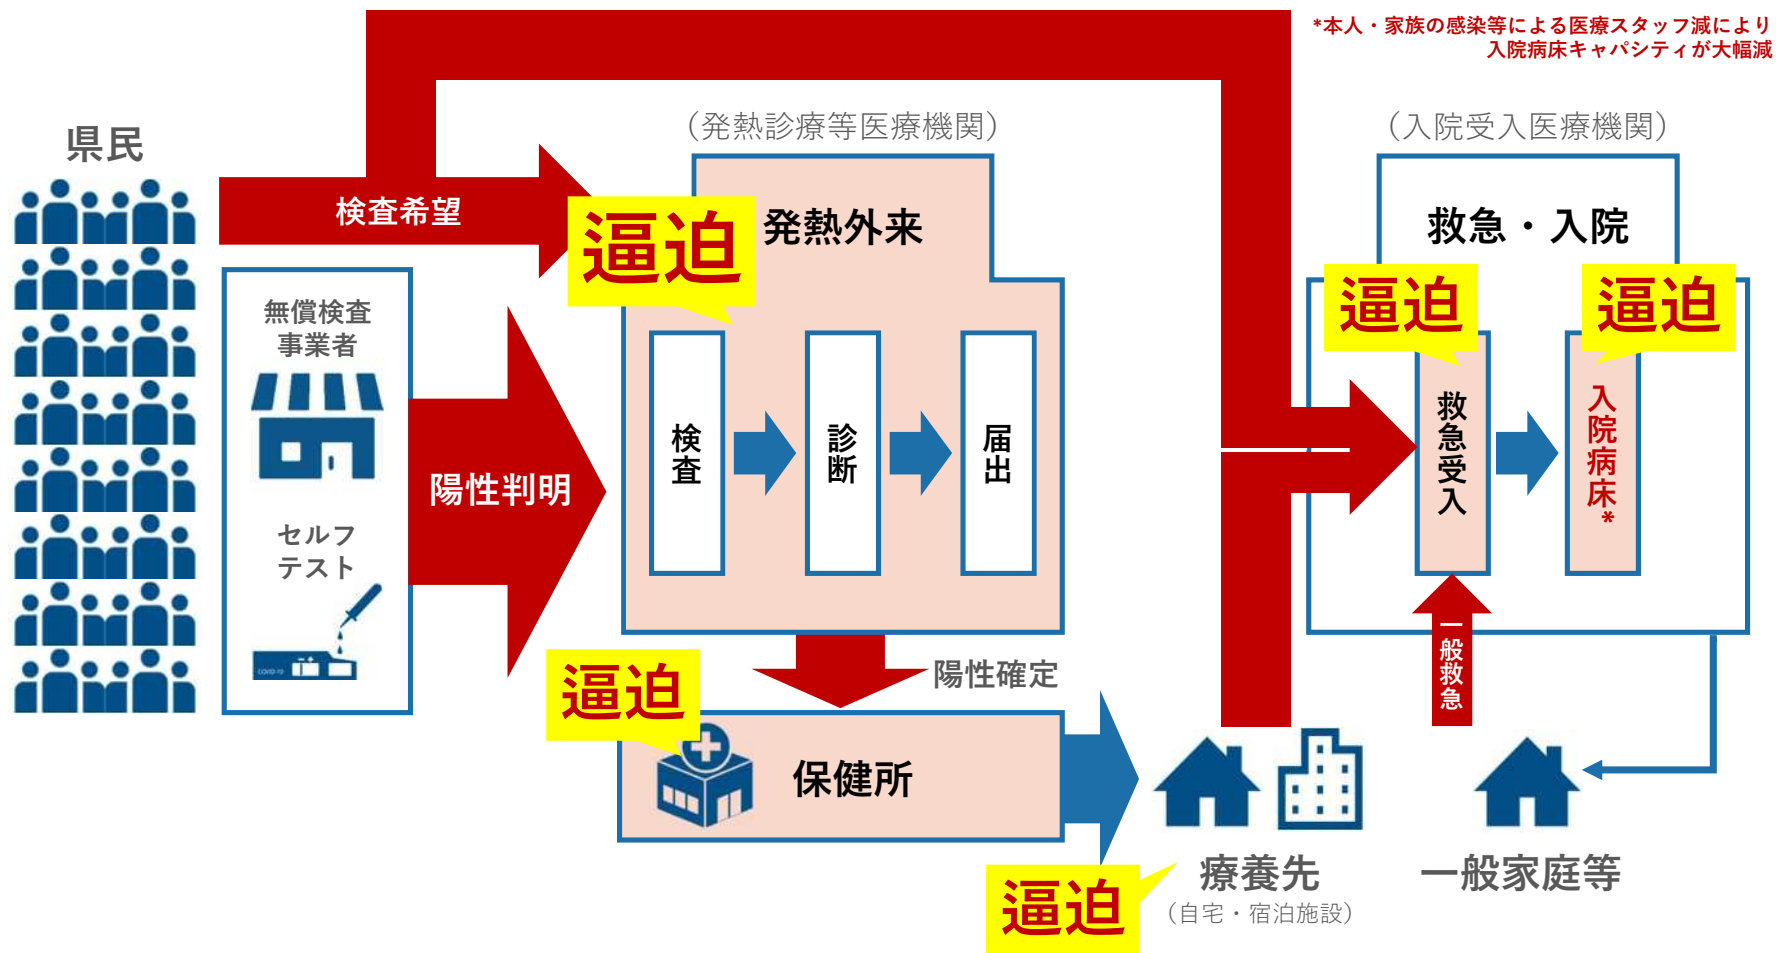 *本人・家族の感染等による医療スタッフ減により
入院病床キャパシティが大幅減
県民
検査希望
無償検査
事業者
セルフ
テスト
陽性判明
（発熱診療等医療機関）
発熱外来
逼迫
検査
診断
届出
陽性確定
逼迫
保健所
逼迫
療養先
（自宅・宿泊施設）
（入院受入医療機関）
救急・入院
逼迫
逼迫
救急受入
入院病床*
一般救急
一般家庭等